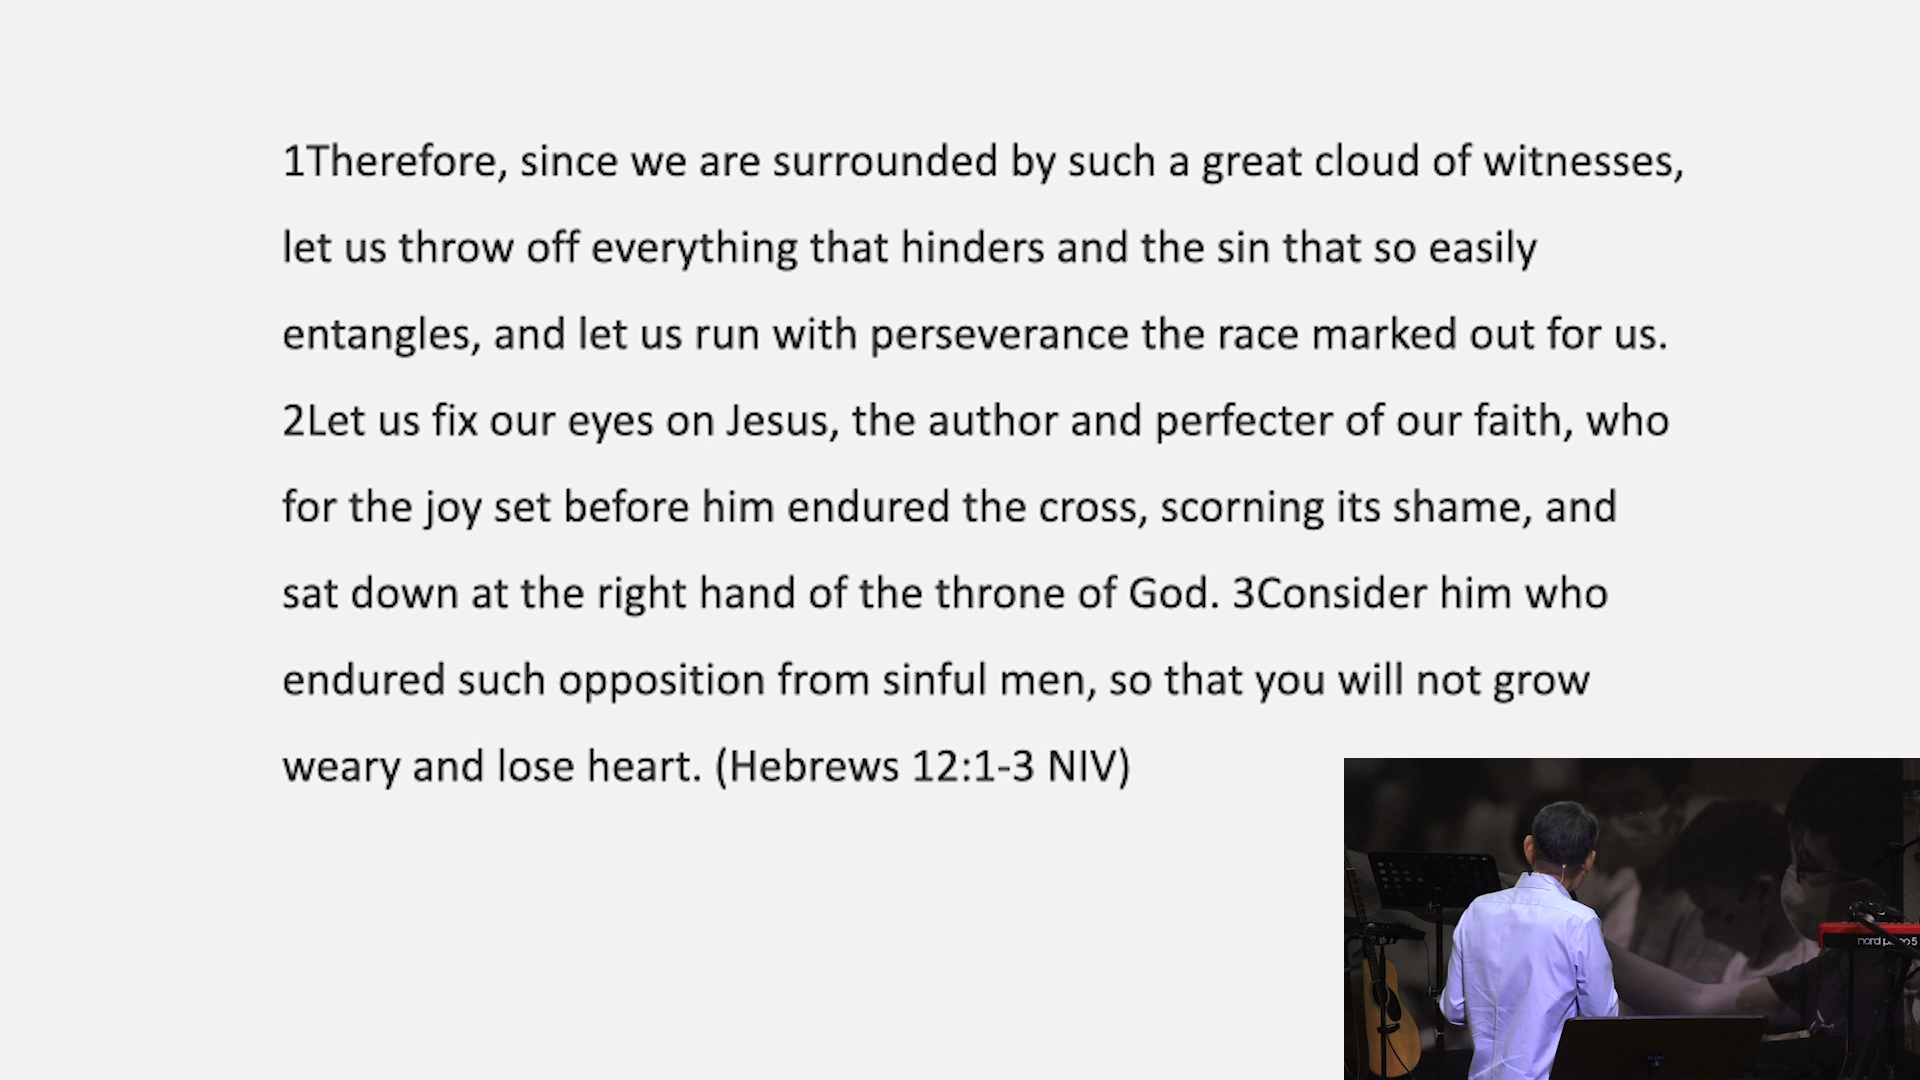 1Therefore, since we are surrounded by such a great cloud of witnesses,
let us throw off everything that hinders and the sin that so easily
entangles, and let us run with perseverance the race marked out for us.
2Let us fix our eyes on Jesus, the author and perfecter of our faith, who
for the joy set before him endured the cross, scorning its shame, and
sat down at the right hand of the throne of God. 3Consider him who
endured such opposition from sinful men, so that you will not grow
weary and lose heart. (Hebrews 12:1-3 NIV)
nord 5